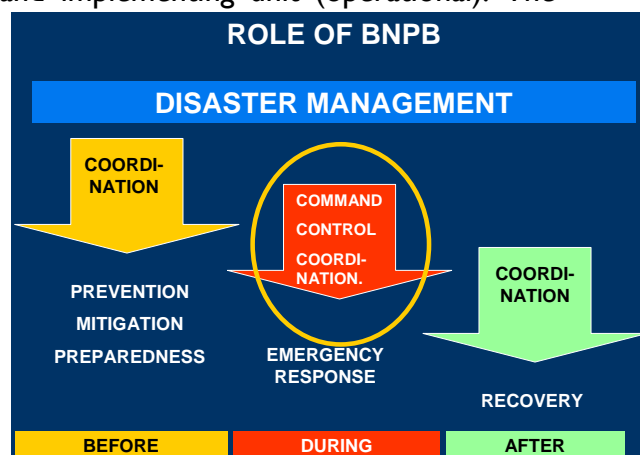 and implementing unit (operational). The
ROLE OF BNPB
DISASTER MANAGEMENT
COORDI-
NATION
PREVENTION
MITIGATION
PREPAREDNESS
COMMAND
CONTROL
COORDI-
NATION.
EMERGENCY
RESPONSE
COORDI-
NATION
RECOVERY
BEFORE
DURING
AFTER